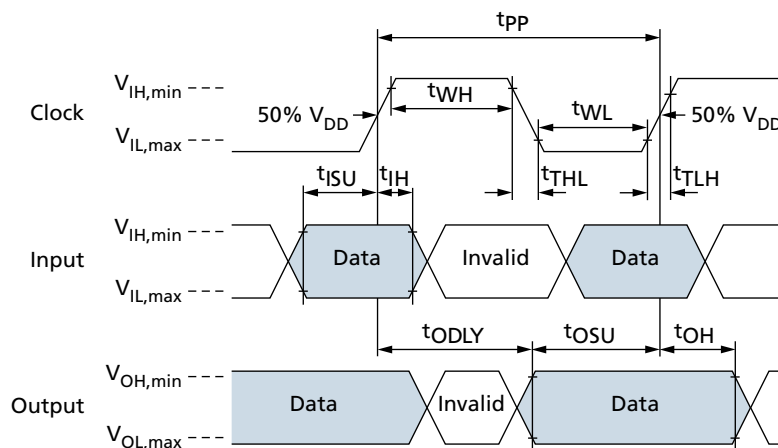 tPP
VIH,min
tWH
tWL
Clock
50% VDD
50% VDD
VIL,max
tISU
tIH
tTHL
tTLH
VIH,min
Input
Data
Invalid
Data
VIL,max
tODLY
tOSU
tOH
VOH,min
Output
Data
Invalid
Data
VOL,max